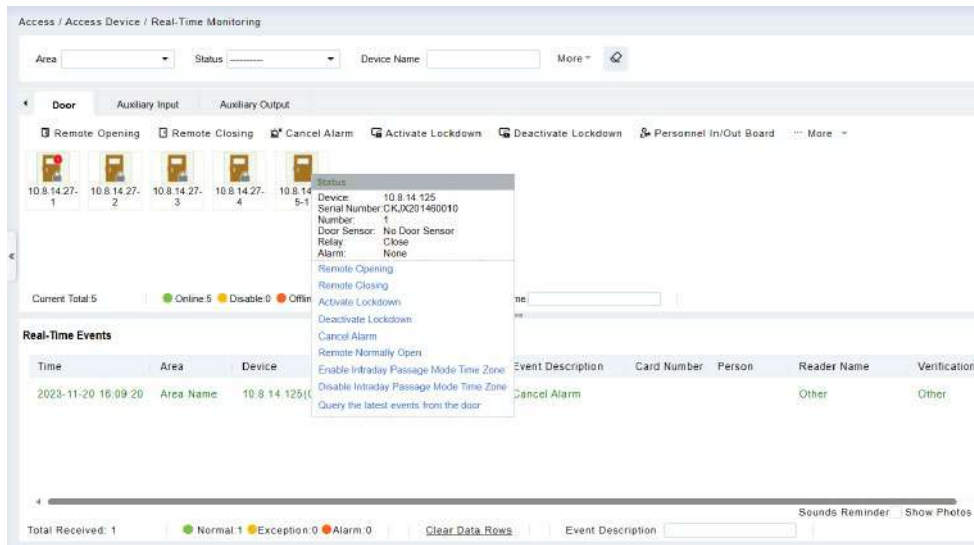 Access / Access Device / Real-Time Monitoring
Area Status ---------- Device Name More
Door Auxiliary Input Auxiliary Output
Remote Opening Remote Closing Cancel Alarm Activate Lockdown Deactivate Lockdown Personnel In/Out Board ··· More
10.8.14.27-1
10.8.14.27-2
10.8.14.27-3
10.8.14.27-4
10.8.14
5-1
Status
Device: 10.8.14.125
Serial Number: CKJX201460010
Number: 1
Door Sensor: No Door Sensor
Relay: Close
Alarm: None
Remote Opening
Remote Closing
Activate Lockdown
Deactivate Lockdown
Cancel Alarm
Remote Normally Open
Enable Intraday Passage Mode Time Zone
Disable Intraday Passage Mode Time Zone
Query the latest events from the door
Current Total:5 Online:5 Disable:0 Offlin me
Real-Time Events
Time Area Device Event Description Card Number Person Reader Name Verification
2023-11-20 16:09:20 Area Name 10.8.14.125(C Cancel Alarm Other Other
Sounds Reminder Show Photos
Total Received: 1 Normal:1 Exception:0 Alarm:0 Clear Data Rows Event Description